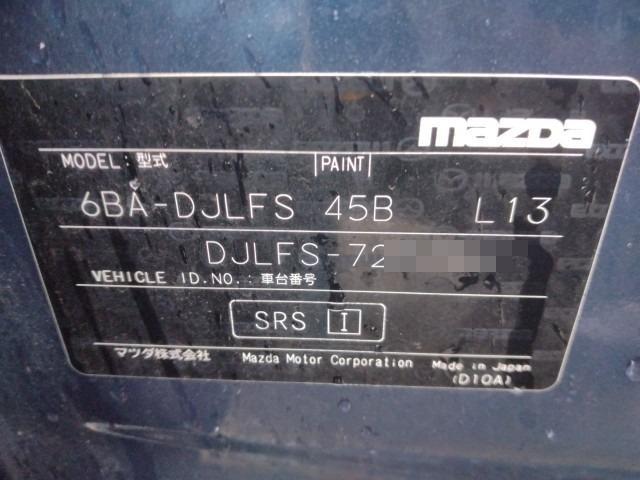 mazda
MODEL : 型式 PAINT
6BA-DJLFS 45B L13
DJLFS-72
VEHICLE ID.NO.: 車台番号
SRS I
マツダ株式会社 Mazda Motor Corporation Made in Japan
(D10A)